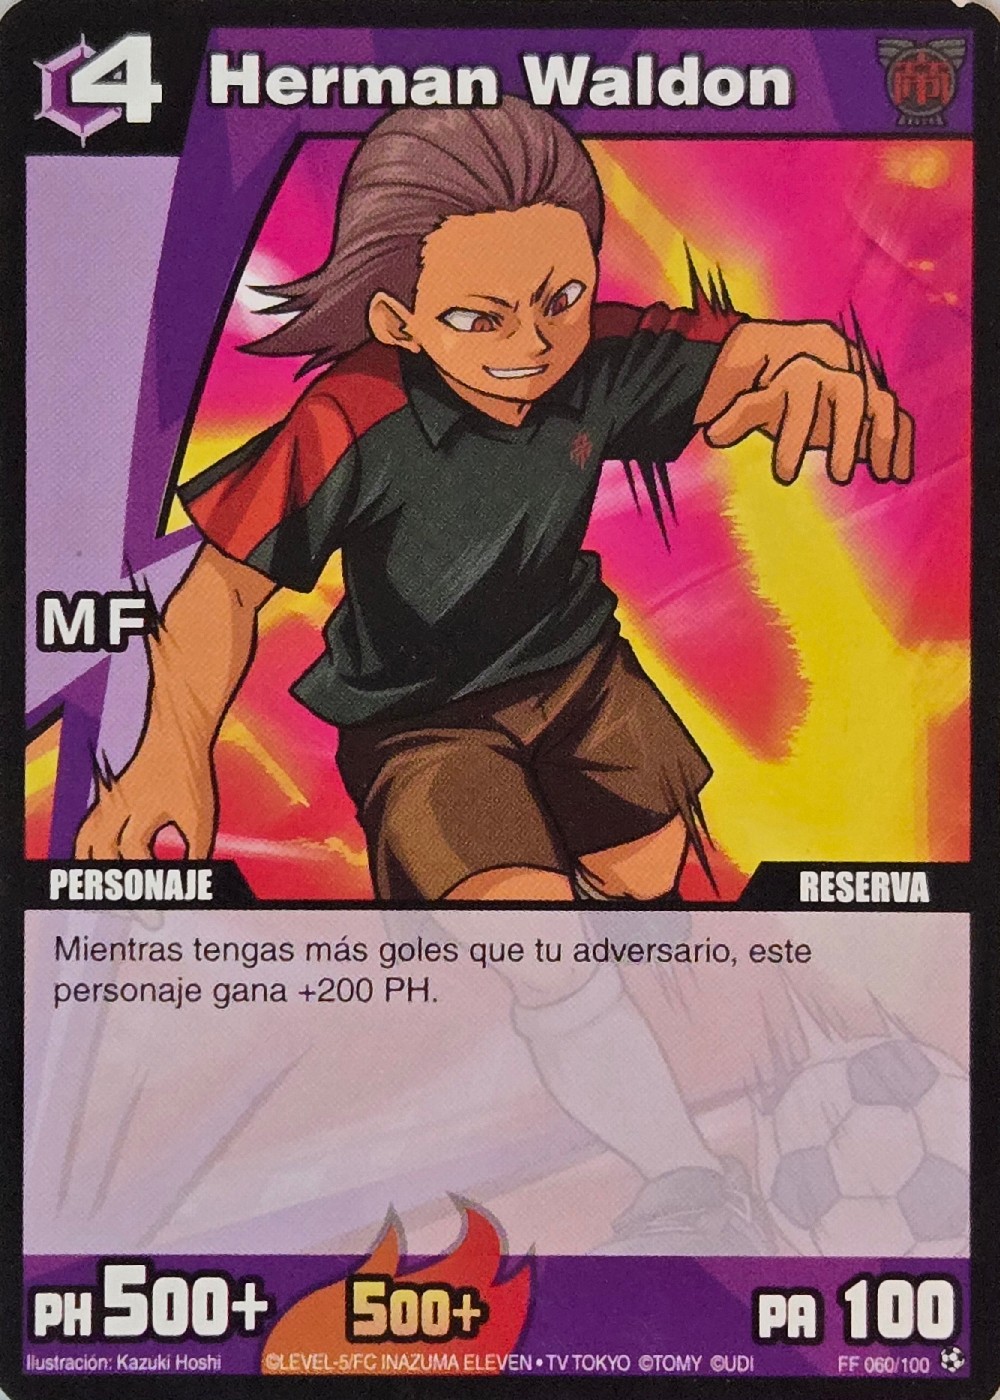 4 Herman Waldon
MF
PERSONAJE RESERVA
Mientras tengas más goles que tu adversario, este
personaje gana +200 PH.
PH 500+ 500+ PA 100
Ilustración: Kazuki Hoshi ©LEVEL-5/FC INAZUMA ELEVEN • TV TOKYO ©TOMY ©UDI FF 060/100